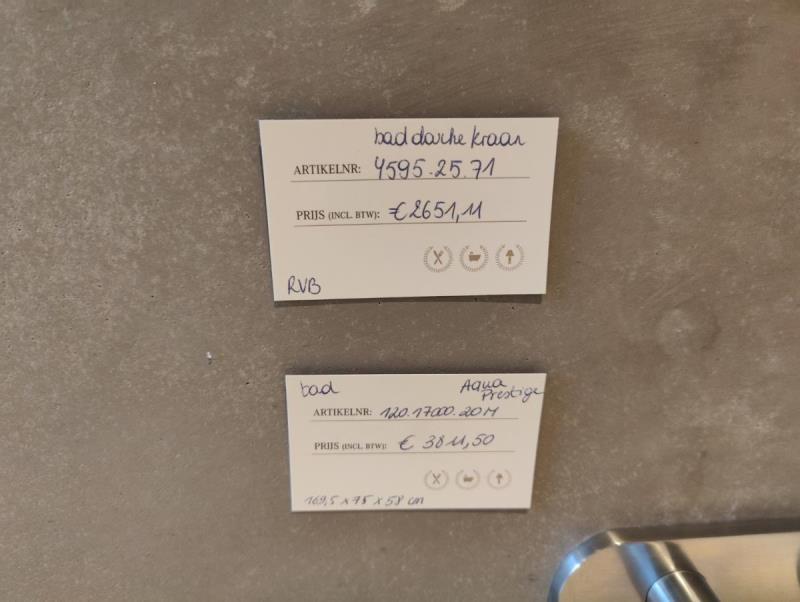 bad douche kraan
ARTIKELNR: 4595.25.71
PRIJS (INCL. BTW): €2651,11
RVB
bad Aqua
Prestige
ARTIKELNR: 120.17000.20M
PRIJS (INCL. BTW): € 3811,50
169,5 x 75 x 58 cm